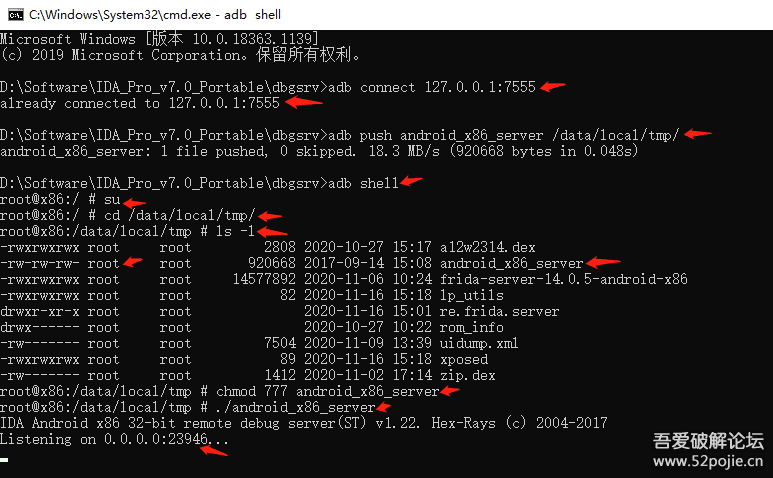 C:\Windows\System32\cmd.exe - adb  shell
Microsoft Windows [版本 10.0.18363.1139]
(c) 2019 Microsoft Corporation。保留所有权利。
D:\Software\IDA_Pro_v7.0_Portable\dbgsrv>adb connect 127.0.0.1:7555
already connected to 127.0.0.1:7555
D:\Software\IDA_Pro_v7.0_Portable\dbgsrv>adb push android_x86_server /data/local/tmp/
android_x86_server: 1 file pushed, 0 skipped. 18.3 MB/s (920668 bytes in 0.048s)
D:\Software\IDA_Pro_v7.0_Portable\dbgsrv>adb shell
root@x86:/ # su
root@x86:/ # cd /data/local/tmp/
root@x86:/data/local/tmp # ls -l
-rwxrwxrwx root     root         2808 2020-10-27 15:17 a12w2314.dex
-rw-rw-rw- root     root       920668 2017-09-14 15:08 android_x86_server
-rwxrwxrwx root     root     14577892 2020-11-06 10:24 frida-server-14.0.5-android-x86
-rwxrwxrwx root     root           82 2020-11-16 15:18 lp_utils
drwxr-xr-x root     root              2020-11-16 15:01 re.frida.server
drwx------ root     root              2020-10-27 10:22 rom_info
-rw------- root     root         7504 2020-11-09 13:39 uidump.xml
-rwxrwxrwx root     root           89 2020-11-16 15:18 xposed
-rw------- root     root         1412 2020-11-02 17:14 zip.dex
root@x86:/data/local/tmp # chmod 777 android_x86_server
root@x86:/data/local/tmp # ./android_x86_server
IDA Android x86 32-bit remote debug server(ST) v1.22. Hex-Rays (c) 2004-2017
Listening on 0.0.0.0:23946...
吾爱破解论坛
www.52pojie.cn